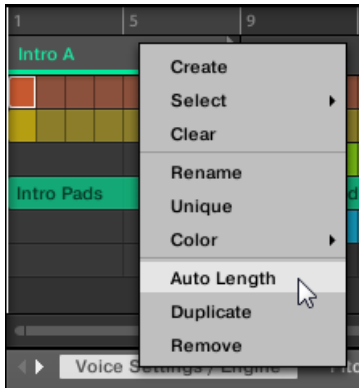 1 5 9
Intro A
Create
Select
Clear
Rename
Unique
Intro Pads
Color
Auto Length
Duplicate
Remove
Voice Settings / Engine